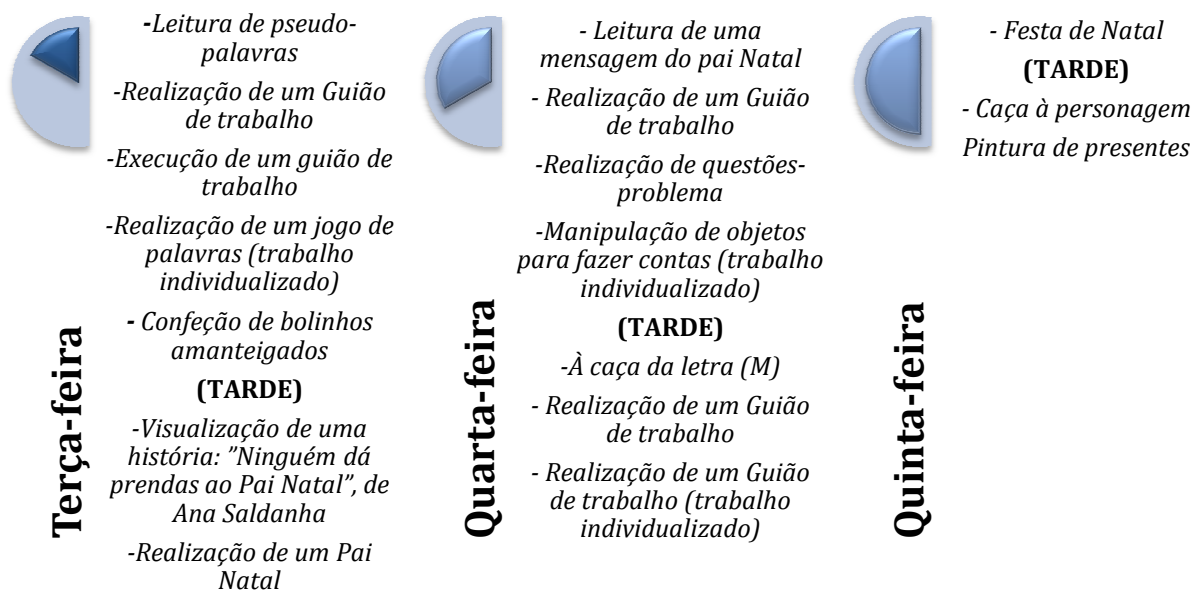 -Leitura de pseudo-
palavras
-Realização de um Guião
de trabalho
-Execução de um guião de
trabalho
-Realização de um jogo de
palavras (trabalho
individualizado)
- Confeção de bolinhos
amanteigados
(TARDE)
-Visualização de uma
história: ”Ninguém dá
prendas ao Pai Natal”, de
Ana Saldanha
-Realização de um Pai
Natal
Terça-feira
- Leitura de uma
mensagem do pai Natal
- Realização de um Guião
de trabalho
-Realização de questões-
problema
-Manipulação de objetos
para fazer contas (trabalho
individualizado)
(TARDE)
-À caça da letra (M)
- Realização de um Guião
de trabalho
- Realização de um Guião
de trabalho (trabalho
individualizado)
Quarta-feira
- Festa de Natal
(TARDE)
- Caça à personagem
Pintura de presentes
Quinta-feira